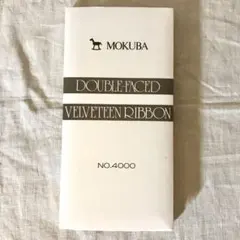 MOKUBA
DOUBLE-FACED
VELVETEEN RIBBON
NO.4000